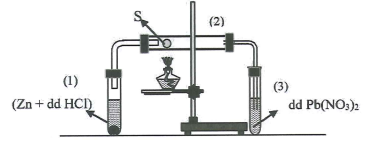 S
(2)
(1)
(Zn + dd HCl)
(3)
dd Pb(NO₃)₂